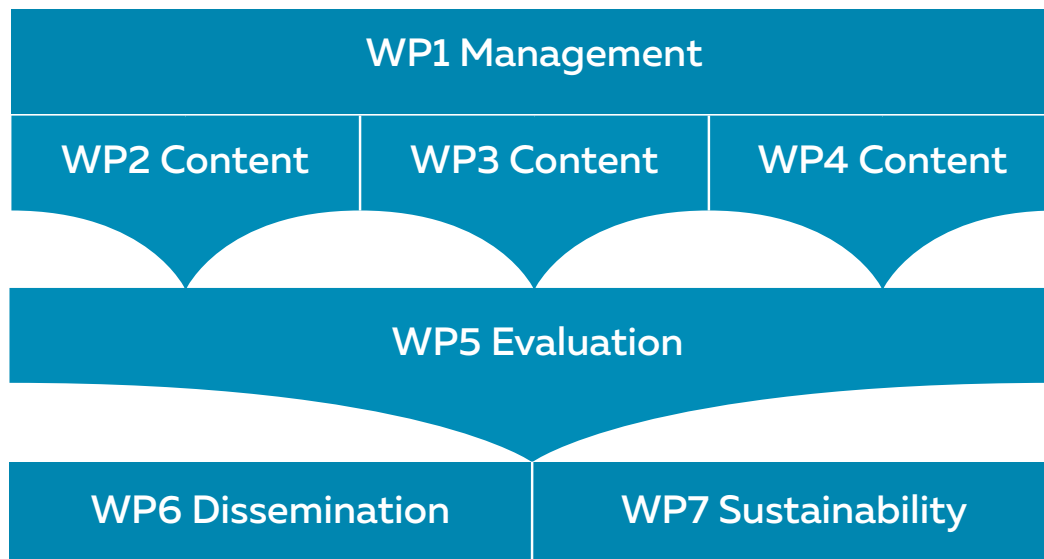 WP1 Management
WP2 Content
WP3 Content
WP4 Content
WP5 Evaluation
WP6 Dissemination
WP7 Sustainability